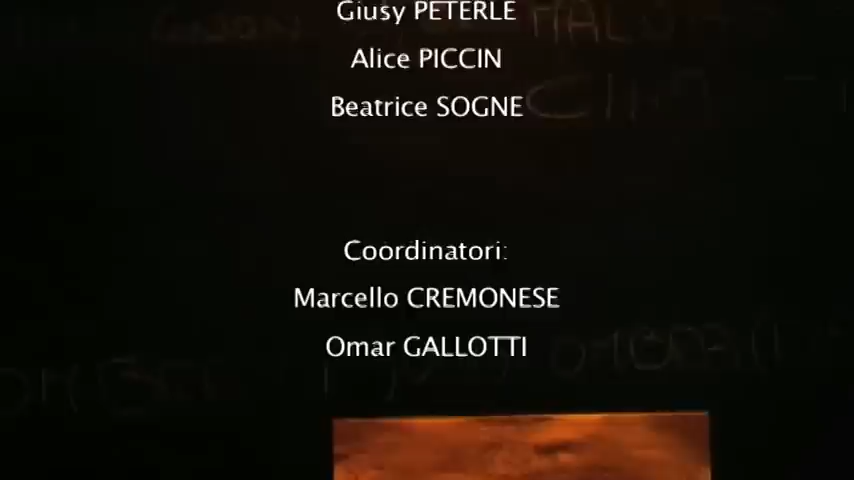 Giusy PETERLE
Alice PICCIN
Beatrice SOGNE
Coordinatori:
Marcello CREMONESE
Omar GALLOTTI